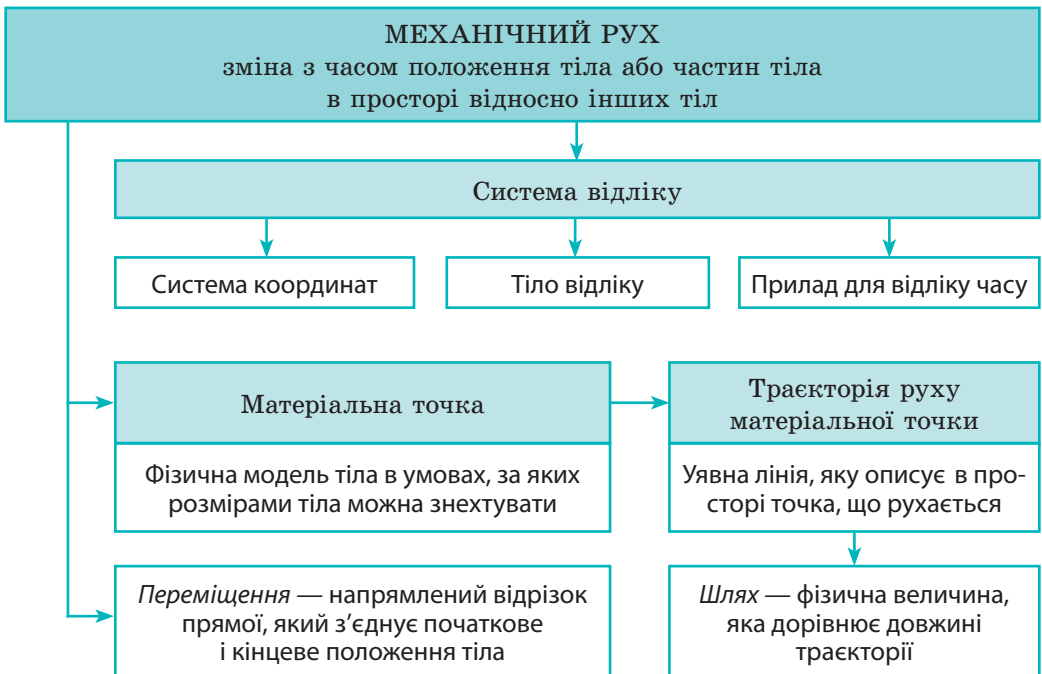 МЕХАНІЧНИЙ РУХ
зміна з часом положення тіла або частин тіла
в просторі відносно інших тіл
Система відліку
Система координат
Тіло відліку
Прилад для відліку часу
Матеріальна точка
Фізична модель тіла в умовах, за яких
розмірами тіла можна знехтувати
Траєкторія руху
матеріальної точки
Уявна лінія, яку описує в про-
сторі точка, що рухається
Переміщення — напрямлений відрізок
прямої, який з’єднує початкове
і кінцеве положення тіла
Шлях — фізична величина,
яка дорівнює довжині
траєкторії